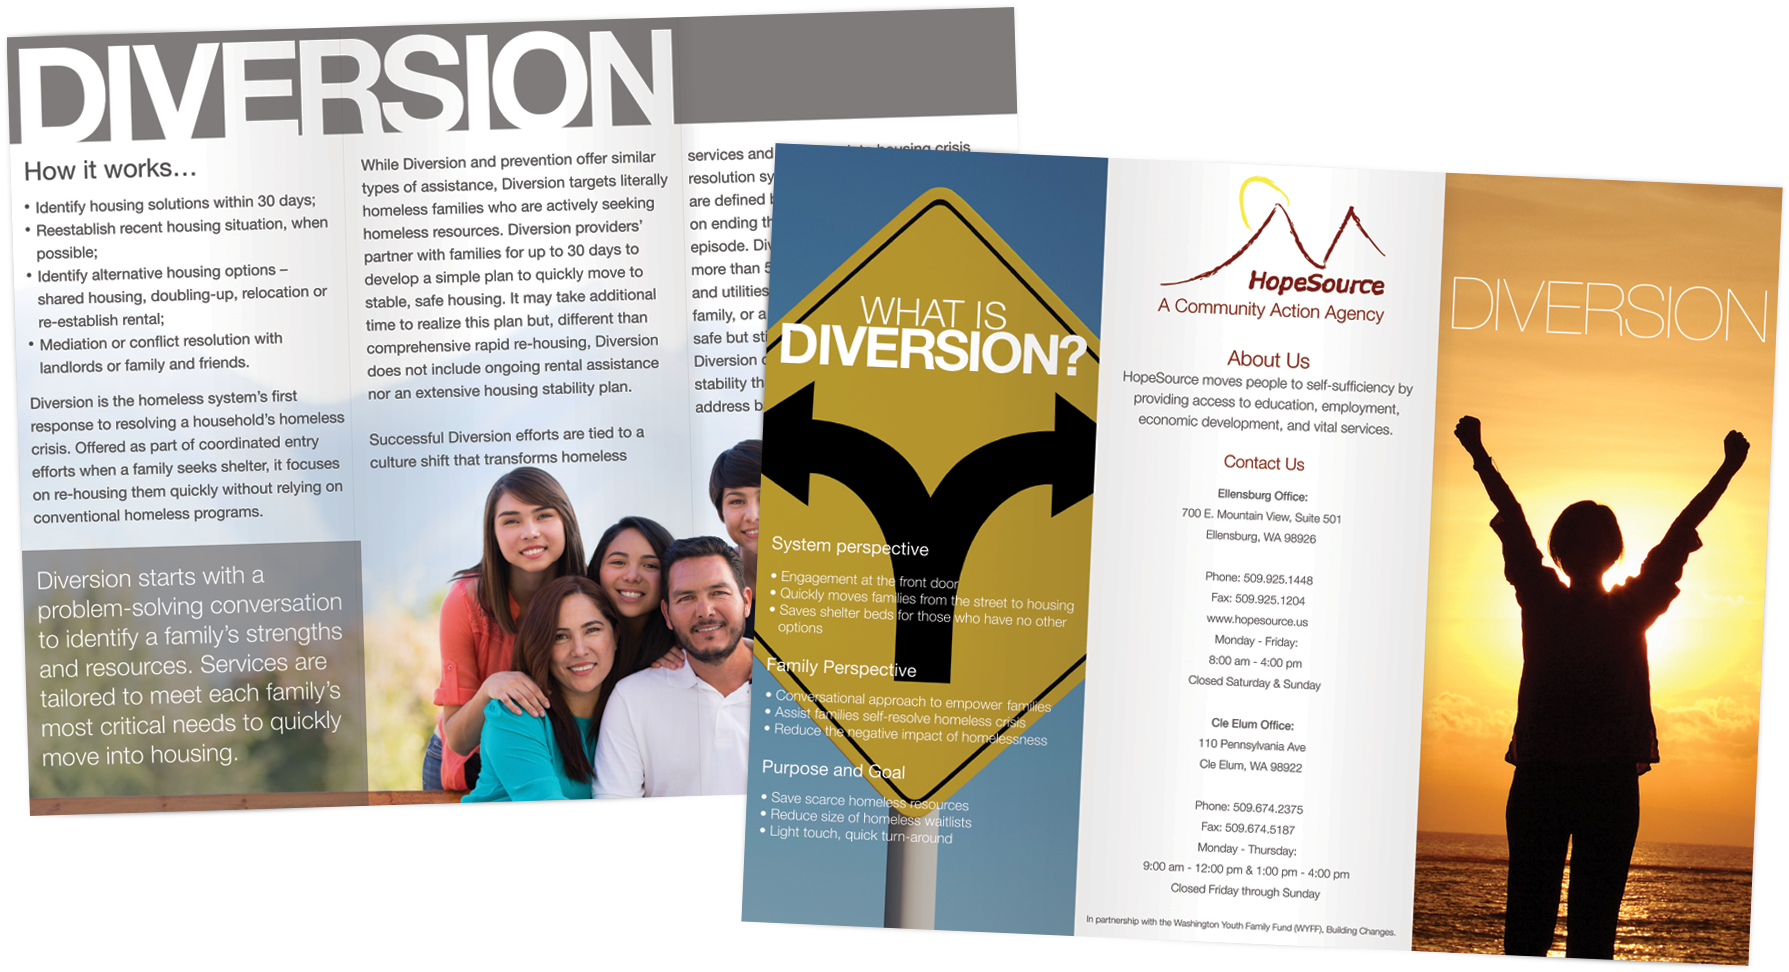 DIVERSION
How it works...
• Identify housing solutions within 30 days;
• Reestablish recent housing situation, when
possible;
• Identify alternative housing options –
shared housing, doubling-up, relocation or
re-establish rental;
• Mediation or conflict resolution with
landlords or family and friends.
Diversion is the homeless system's first
response to resolving a household's homeless
crisis. Offered as part of coordinated entry
efforts when a family seeks shelter, it focuses
on re-housing them quickly without relying on
conventional homeless programs.
Diversion starts with a
problem-solving conversation
to identify a family's strengths
and resources. Services are
tailored to meet each family's
most critical needs to quickly
move into housing.
While Diversion and prevention offer similar
types of assistance, Diversion targets literally
homeless families who are actively seeking
homeless resources. Diversion providers'
partner with families for up to 30 days to
develop a simple plan to quickly move to
stable, safe housing. It may take additional
time to realize this plan but, different than
comprehensive rapid re-housing, Diversion
does not include ongoing rental assistance
nor an extensive housing stability plan.
Successful Diversion efforts are tied to a
culture shift that transforms homeless
services and housing crisis
resolution
are defined
on ending
episode.
more than
and utilities
family, or a
safe but
Diversion
stability
address
WHAT IS
DIVERSION?
System perspective
• Engagement at the front door
• Quickly moves families from the street to housing
• Saves shelter beds for those who have no other
options
Family Perspective
• Conversational approach to empower families
• Assist families self-resolve homeless crisis
• Reduce the negative impact of homelessness
Purpose and Goal
• Save scarce homeless resources
• Reduce size of homeless waitlists
• Light touch, quick turn-around
HopeSource
A Community Action Agency
About Us
HopeSource moves people to self-sufficiency by
providing access to education, employment,
economic development, and vital services.
Contact Us
Ellensburg Office:
700 E. Mountain View, Suite 501
Ellensburg, WA 98926
Phone: 509.925.1448
Fax: 509.925.1204
www.hopesource.us
Monday - Friday:
8:00 am - 4:00 pm
Closed Saturday & Sunday
Cle Elum Office:
110 Pennsylvania Ave
Cle Elum, WA 98922
Phone: 509.674.2375
Fax: 509.674.5187
Monday - Thursday:
9:00 am - 12:00 pm & 1:00 pm - 4:00 pm
Closed Friday through Sunday
In partnership with the Washington Youth Family Fund (WYFF), Building Changes.
DIVERSION